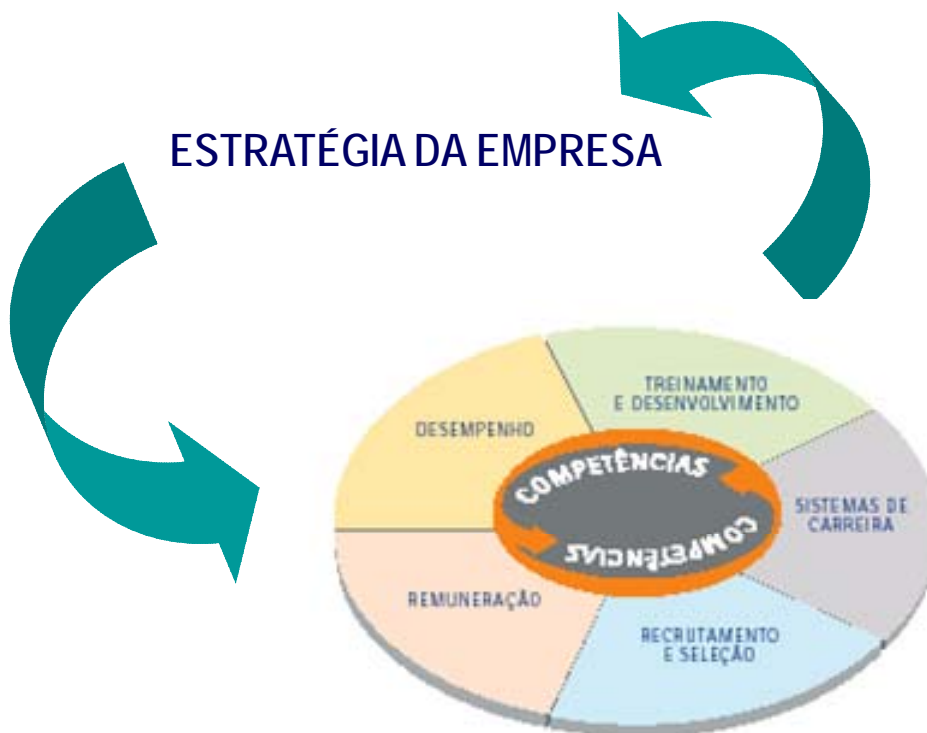 ESTRATÉGIA DA EMPRESA
TREINAMENTO
E DESENVOLVIMENTO
DESEMPENHO
COMPETÊNCIAS
SISTEMAS DE
CARREIRA
COMPETÊNCIAS
REMUNERAÇÃO
RECRUTAMENTO
E SELEÇÃO